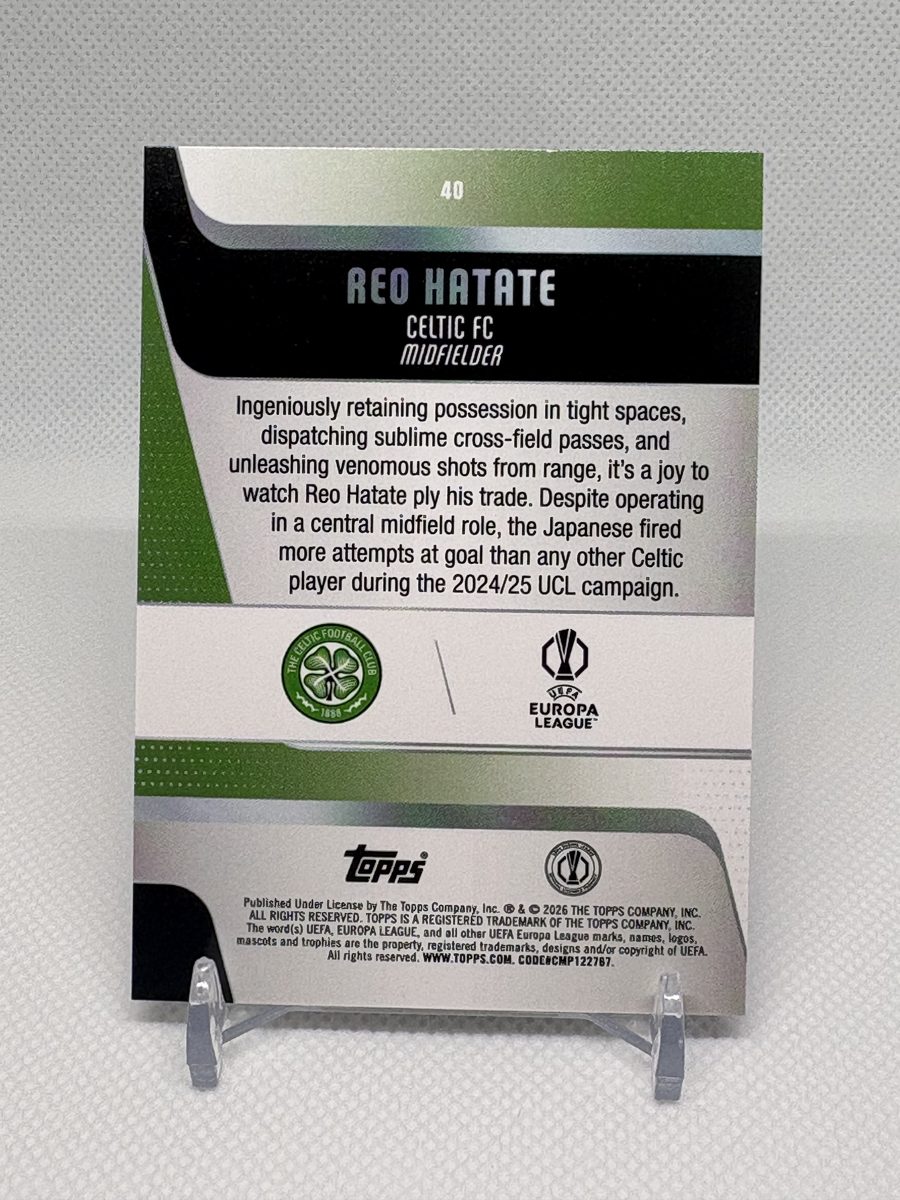 40
REO HATATE
CELTIC FC
MIDFIELDER
Ingeniously retaining possession in tight spaces,
dispatching sublime cross-field passes, and
unleashing venomous shots from range, it's a joy to
watch Reo Hatate ply his trade. Despite operating
in a central midfield role, the Japanese fired
more attempts at goal than any other Celtic
player during the 2024/25 UCL campaign.
THE CELTIC FOOTBALL CLUB
1888
UEFA
EUROPA
LEAGUE™
topps®
Published Under License by The Topps Company, Inc. ® & © 2026 THE TOPPS COMPANY, INC.
ALL RIGHTS RESERVED. TOPPS IS A REGISTERED TRADEMARK OF THE TOPPS COMPANY, INC.
The word(s) UEFA, EUROPA LEAGUE, and all other UEFA Europa League marks, names, logos,
mascots and trophies are the property, registered trademarks, designs and/or copyright of UEFA.
All rights reserved. WWW.TOPPS.COM. CODE#CMP122787.